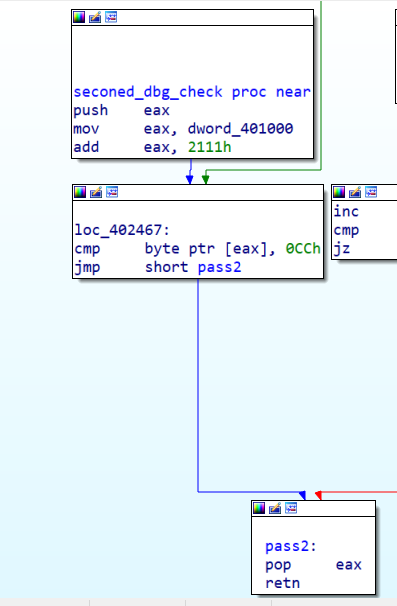 seconed_dbg_check proc near
push eax
mov eax, dword_401000
add eax, 2111h
loc_402467:
cmp byte ptr [eax], 0CCh
jmp short pass2
inc
cmp
jz
pass2:
pop eax
retn